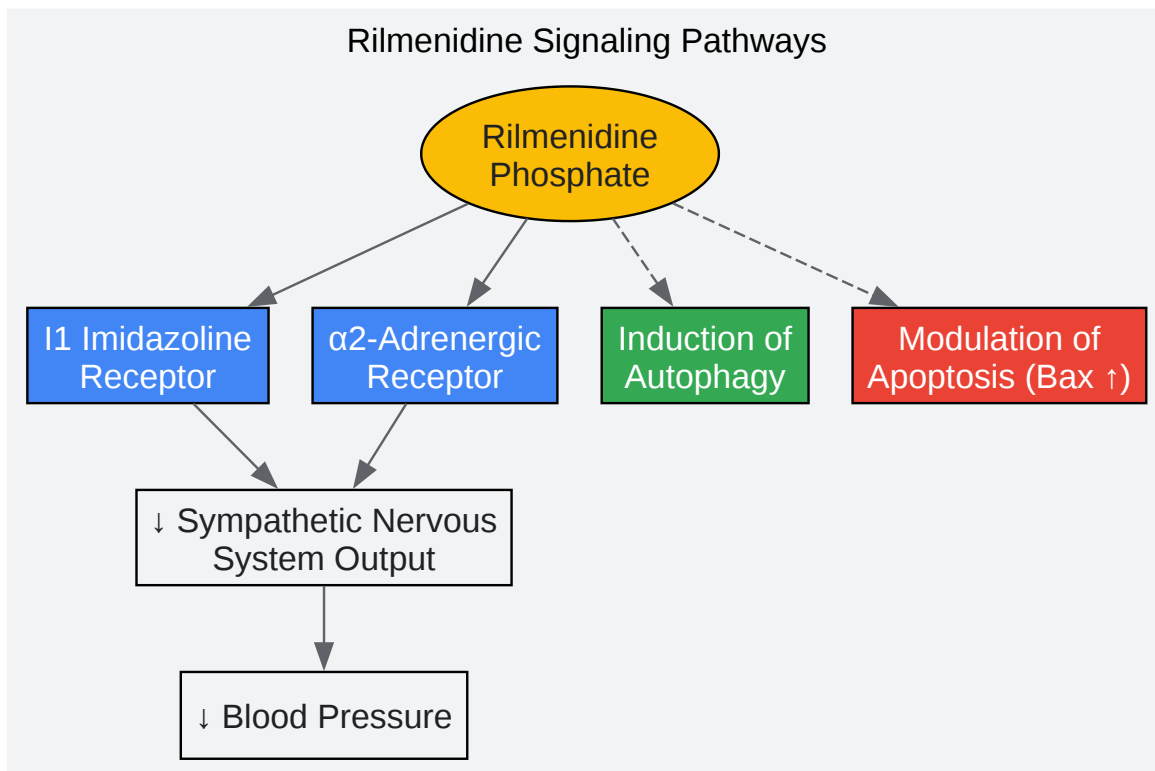 Rilmenidine Signaling Pathways
Rilmenidine
Phosphate
I1 Imidazoline
Receptor
α2-Adrenergic
Receptor
Induction of
Autophagy
Modulation of
Apoptosis (Bax ↑)
↓ Sympathetic Nervous
System Output
↓ Blood Pressure